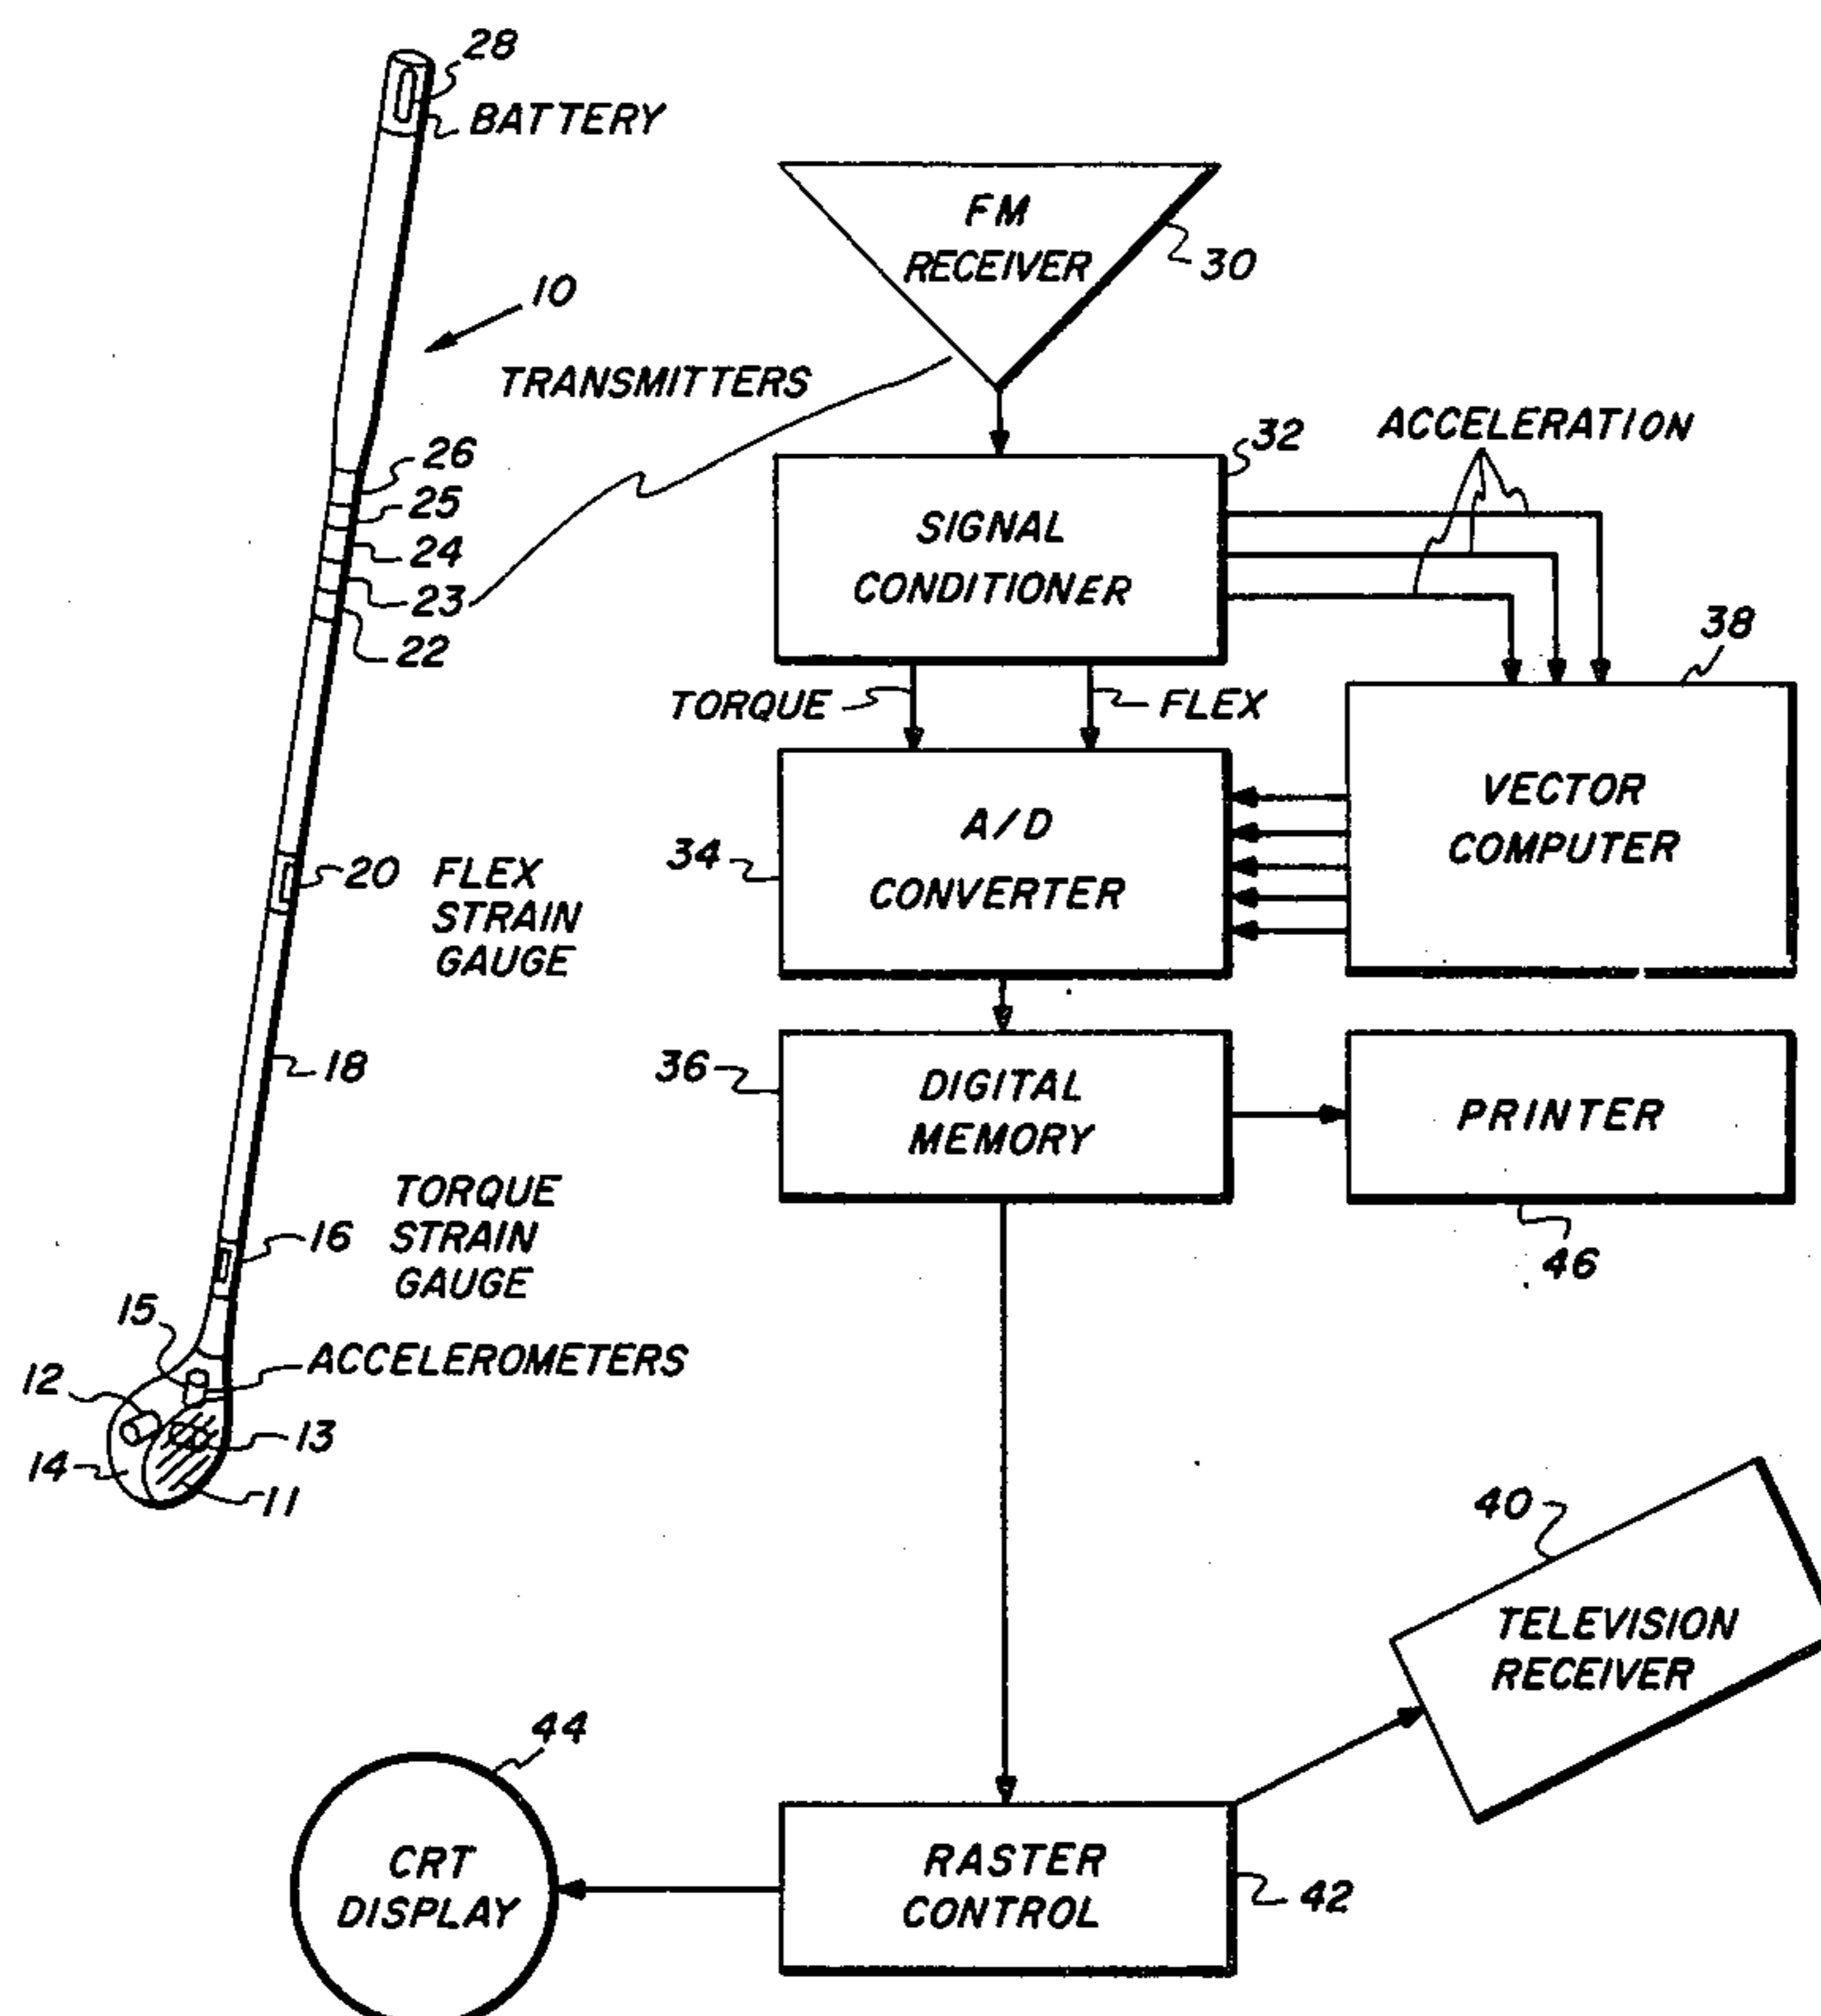 28
BATTERY
FM
RECEIVER
30
10
TRANSMITTERS
26
25
24
23
22
32
ACCELERATION
SIGNAL
CONDITIONER
38
TORQUE
FLEX
VECTOR
COMPUTER
A/D
CONVERTER
34
20 FLEX
STRAIN
GAUGE
18
36
DIGITAL
MEMORY
PRINTER
46
TORQUE
16 STRAIN
GAUGE
15
ACCELEROMETERS
12
13
14
11
40
TELEVISION
RECEIVER
44
CRT
DISPLAY
RASTER
CONTROL
42